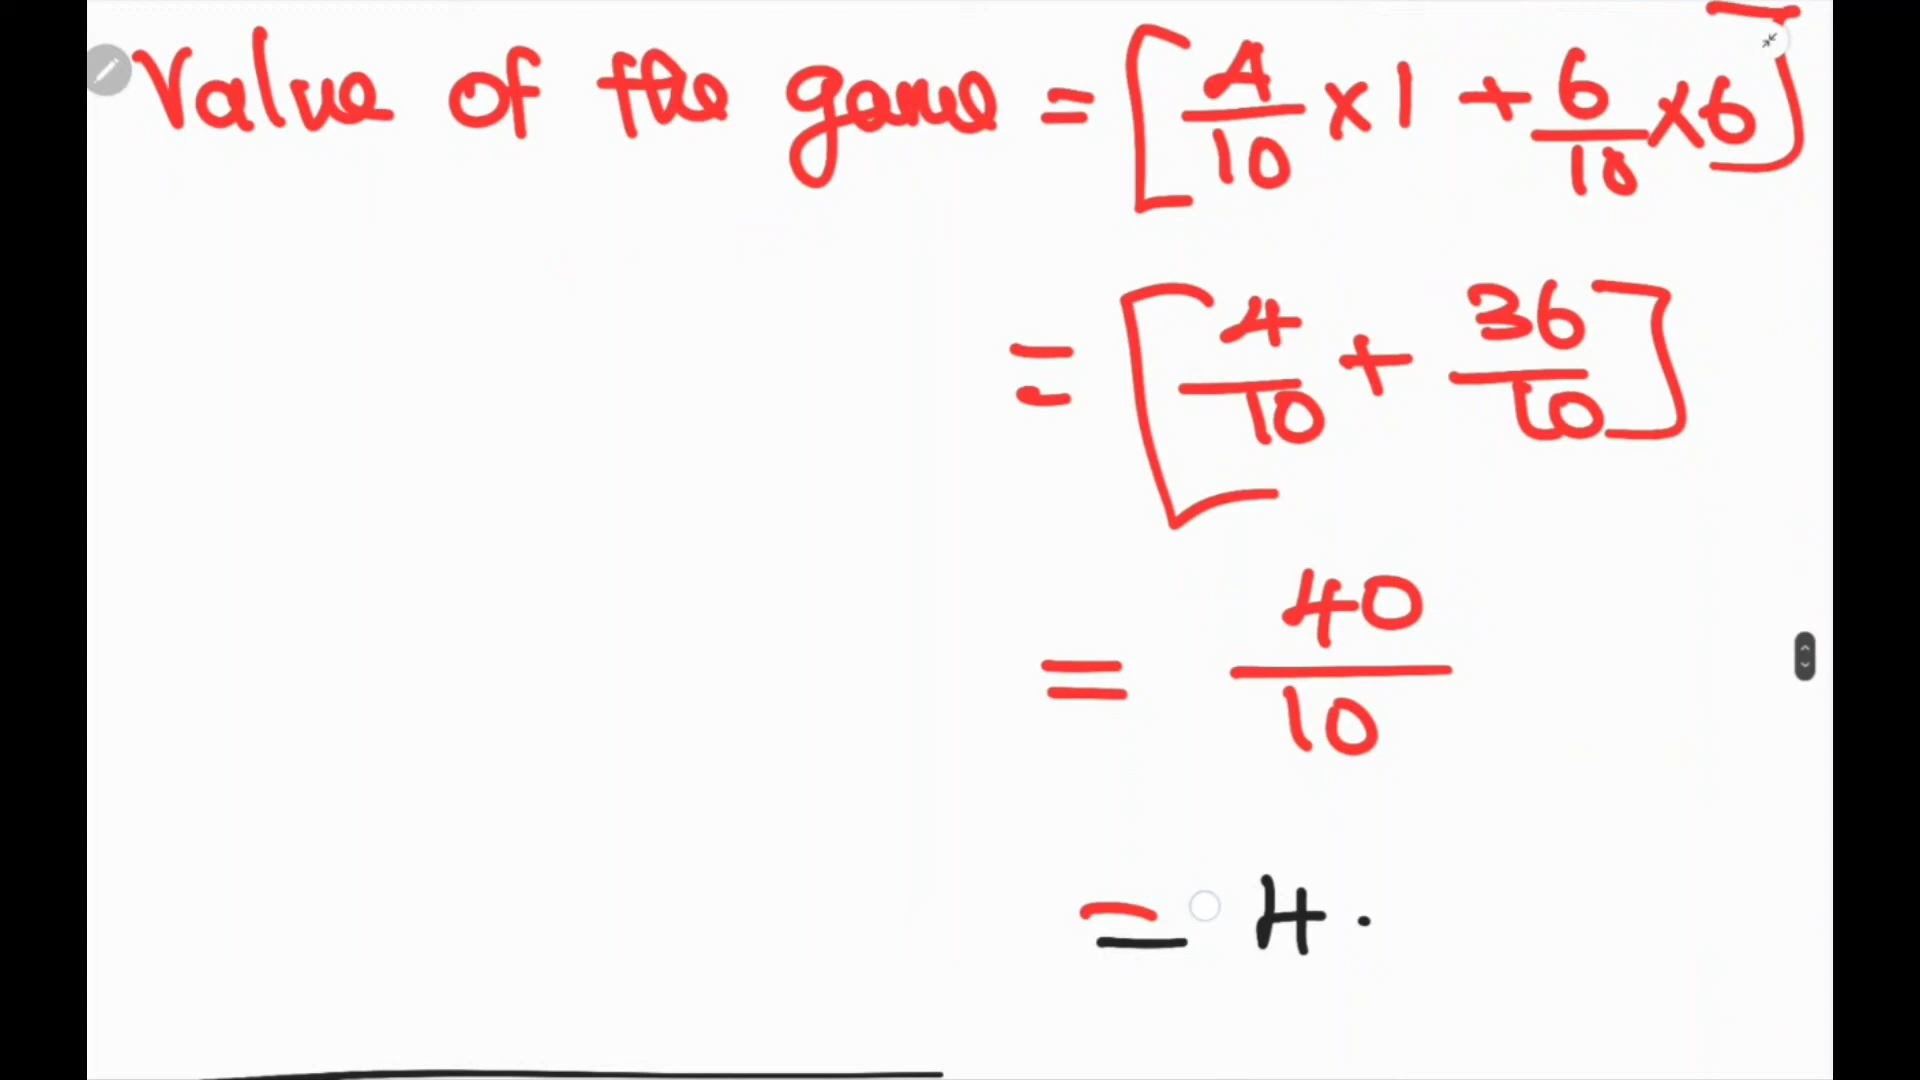 Value of the game = [4/10 x 1 + 6/10 x 6]
= [4/10 + 36/10]
= 40/10
= 4.